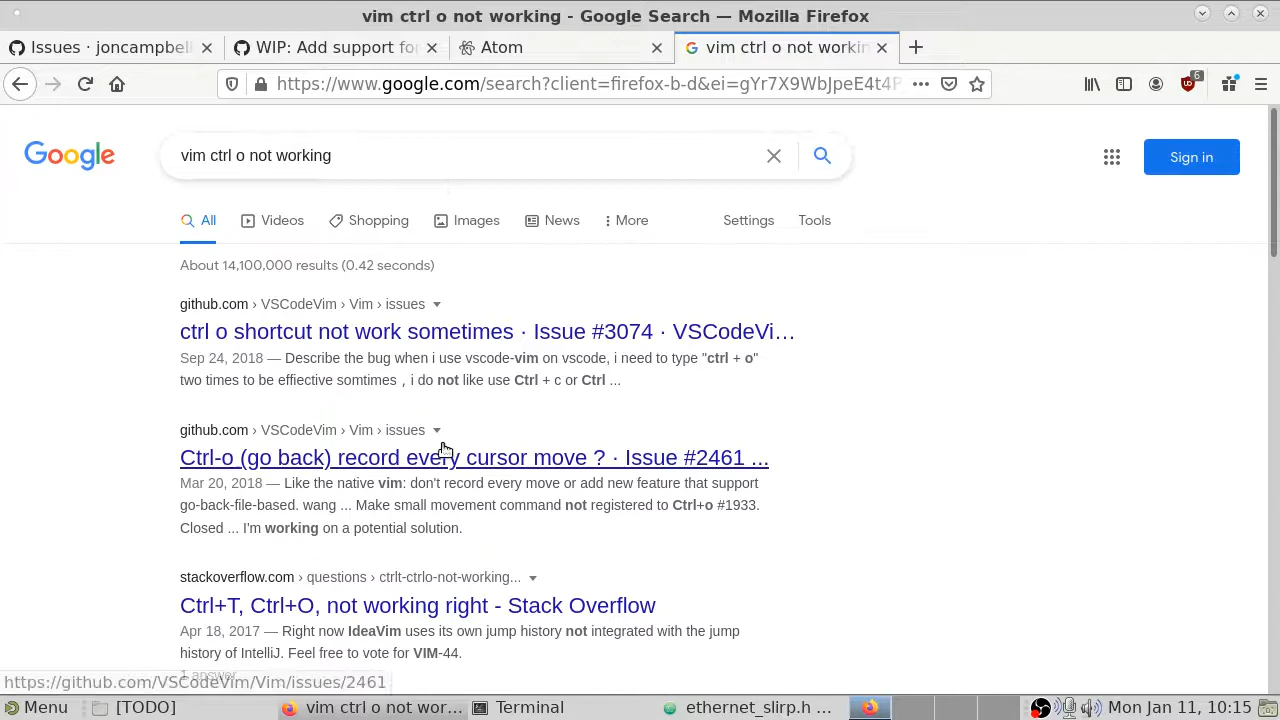 vim ctrl o not working - Google Search — Mozilla Firefox
Issues · joncampbell
WIP: Add support for
Atom
vim ctrl o not workin
https://www.google.com/search?client=firefox-b-d&ei=gYr7X9WbJpeE4t4P
6
Google
vim ctrl o not working
Sign in
All
Videos
Shopping
Images
News
More
Settings
Tools
About 14,100,000 results (0.42 seconds)
github.com › VSCodeVim › Vim › issues
ctrl o shortcut not work sometimes · Issue #3074 · VSCodeVi...
Sep 24, 2018 — Describe the bug when i use vscode-vim on vscode, i need to type "ctrl + o"
two times to be effiective somtimes , i do not like use Ctrl + c or Ctrl ...
github.com › VSCodeVim › Vim › issues
Ctrl-o (go back) record every cursor move ? · Issue #2461 ...
Mar 20, 2018 — Like the native vim: don't record every move or add new feature that support
go-back-file-based. wang ... Make small movement command not registered to Ctrl+o #1933.
Closed ... I'm working on a potential solution.
stackoverflow.com › questions › ctrlt-ctrlo-not-working...
Ctrl+T, Ctrl+O, not working right - Stack Overflow
Apr 18, 2017 — Right now IdeaVim uses its own jump history not integrated with the jump
history of IntelliJ. Feel free to vote for VIM-44.
1 answer
https://github.com/VSCodeVim/Vim/issues/2461
Menu
[TODO]
vim ctrl o not wor...
Terminal
ethernet_slirp.h ...
Mon Jan 11, 10:15